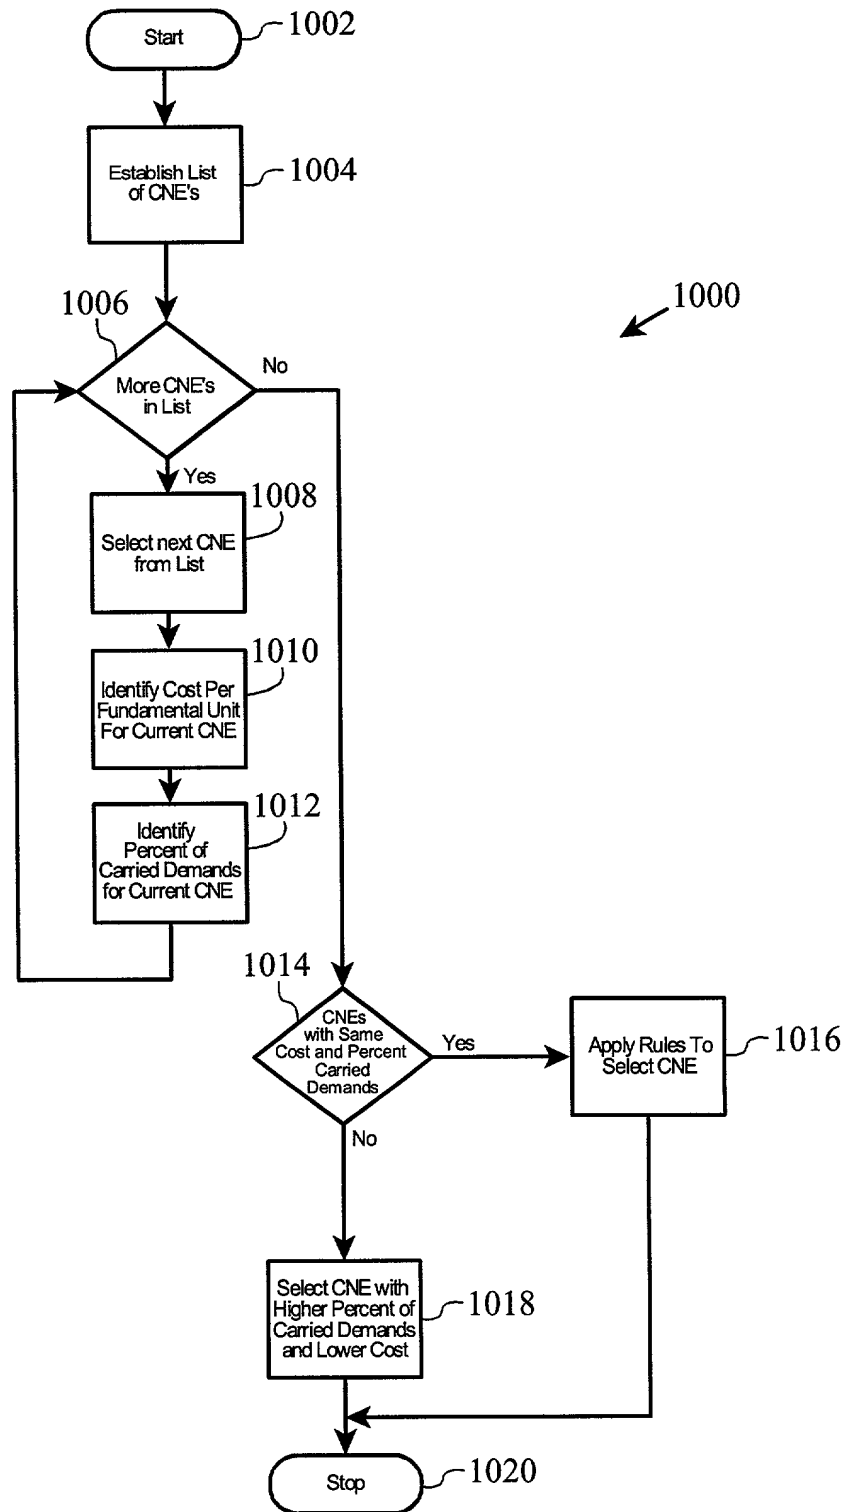 Start
1002
Establish List
of CNE's
1004
1000
1006
More CNE's
in List
No
Yes
1008
Select next CNE
from List
1010
Identify Cost Per
Fundamental Unit
For Current CNE
1012
Identify
Percent of
Carried Demands
for Current CNE
1014
CNEs
with Same
Cost and Percent
Carried
Demands
Yes
Apply Rules To
Select CNE
1016
No
Select CNE with
Higher Percent of
Carried Demands
and Lower Cost
1018
Stop
1020